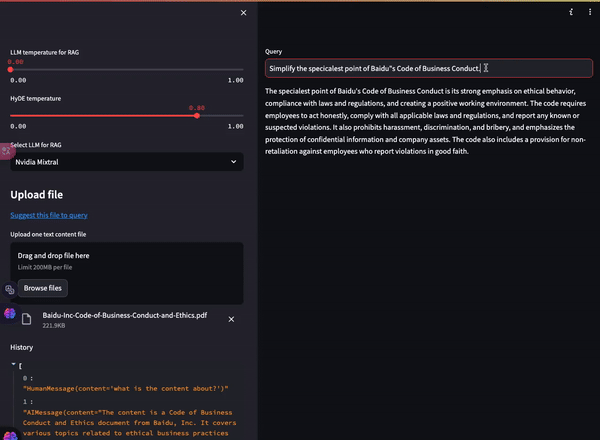 LLM temperature for RAG
0.00
0.00
1.00
HyDE temperature
0.80
0.00
1.00
Select LLM for RAG
Nvidia Mixtral
Upload file
Suggest this file to query
Upload one text content file
Drag and drop file here
Limit 200MB per file
Browse files
Baidu-Inc-Code-of-Business-Conduct-and-Ethics.pdf
221.9KB
History
[
0 :
"HumanMessage(content='what is the content about?')"
1 :
"AIMessage(content="The content is a Code of Business
Conduct and Ethics document from Baidu, Inc. It covers
various topics related to ethical business practices
Query
Simplify the specicalest point of Baidu"s Code of Business Conduct.
The specialest point of Baidu's Code of Business Conduct is its strong emphasis on ethical behavior,
compliance with laws and regulations, and creating a positive working environment. The code requires
employees to act honestly, comply with all applicable laws and regulations, and report any known or
suspected violations. It also prohibits harassment, discrimination, and bribery, and emphasizes the
protection of confidential information and company assets. The code also includes a provision for non-
retaliation against employees who report violations in good faith.